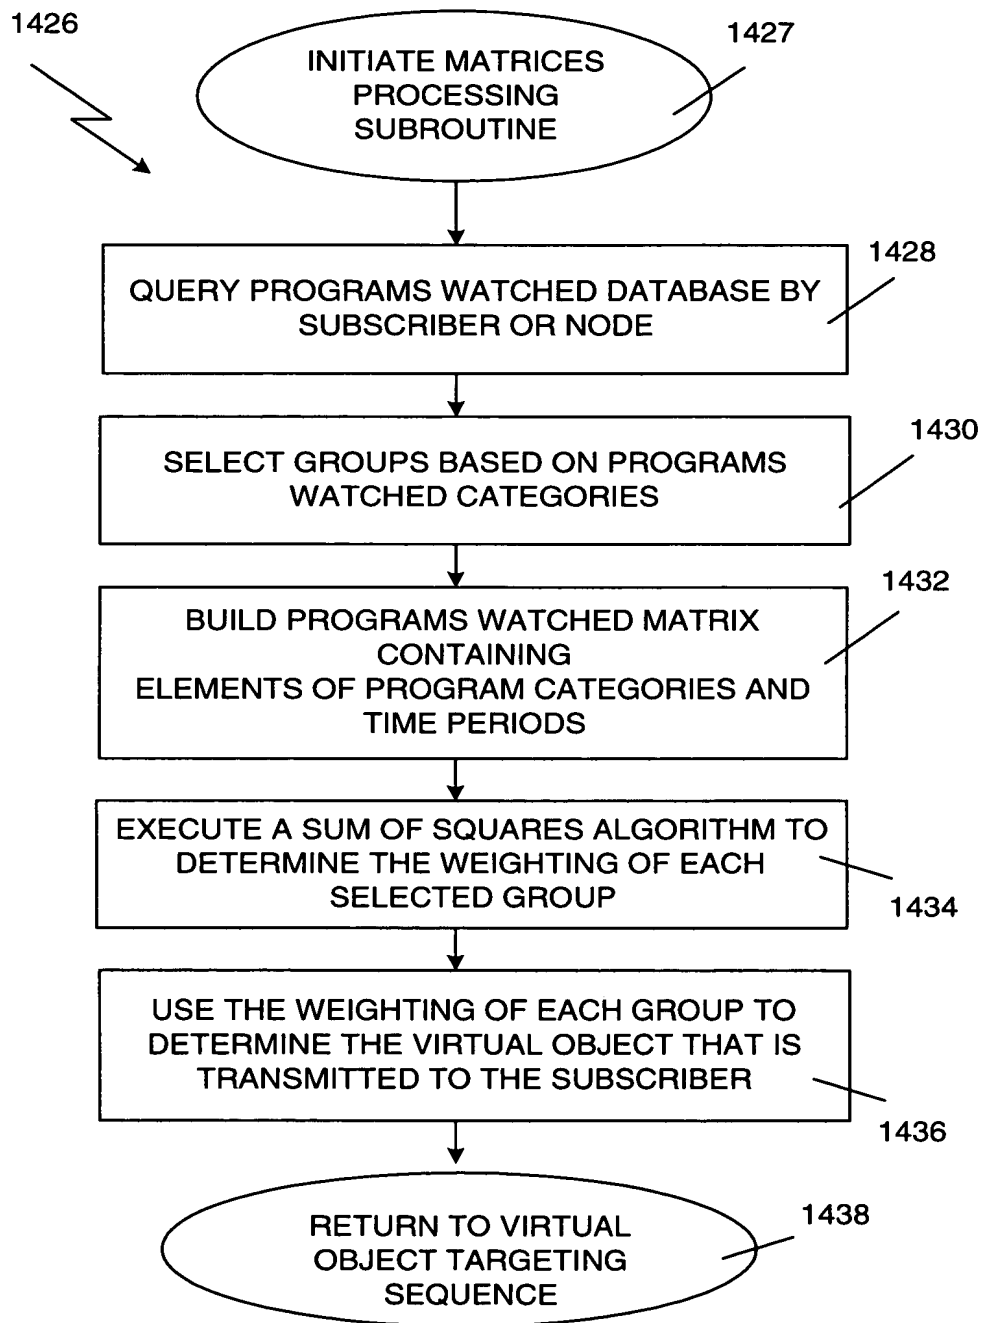 1426
1427
INITIATE MATRICES
PROCESSING
SUBROUTINE
1428
QUERY PROGRAMS WATCHED DATABASE BY
SUBSCRIBER OR NODE
1430
SELECT GROUPS BASED ON PROGRAMS
WATCHED CATEGORIES
1432
BUILD PROGRAMS WATCHED MATRIX
CONTAINING
ELEMENTS OF PROGRAM CATEGORIES AND
TIME PERIODS
EXECUTE A SUM OF SQUARES ALGORITHM TO
DETERMINE THE WEIGHTING OF EACH
SELECTED GROUP
1434
USE THE WEIGHTING OF EACH GROUP TO
DETERMINE THE VIRTUAL OBJECT THAT IS
TRANSMITTED TO THE SUBSCRIBER
1436
1438
RETURN TO VIRTUAL
OBJECT TARGETING
SEQUENCE